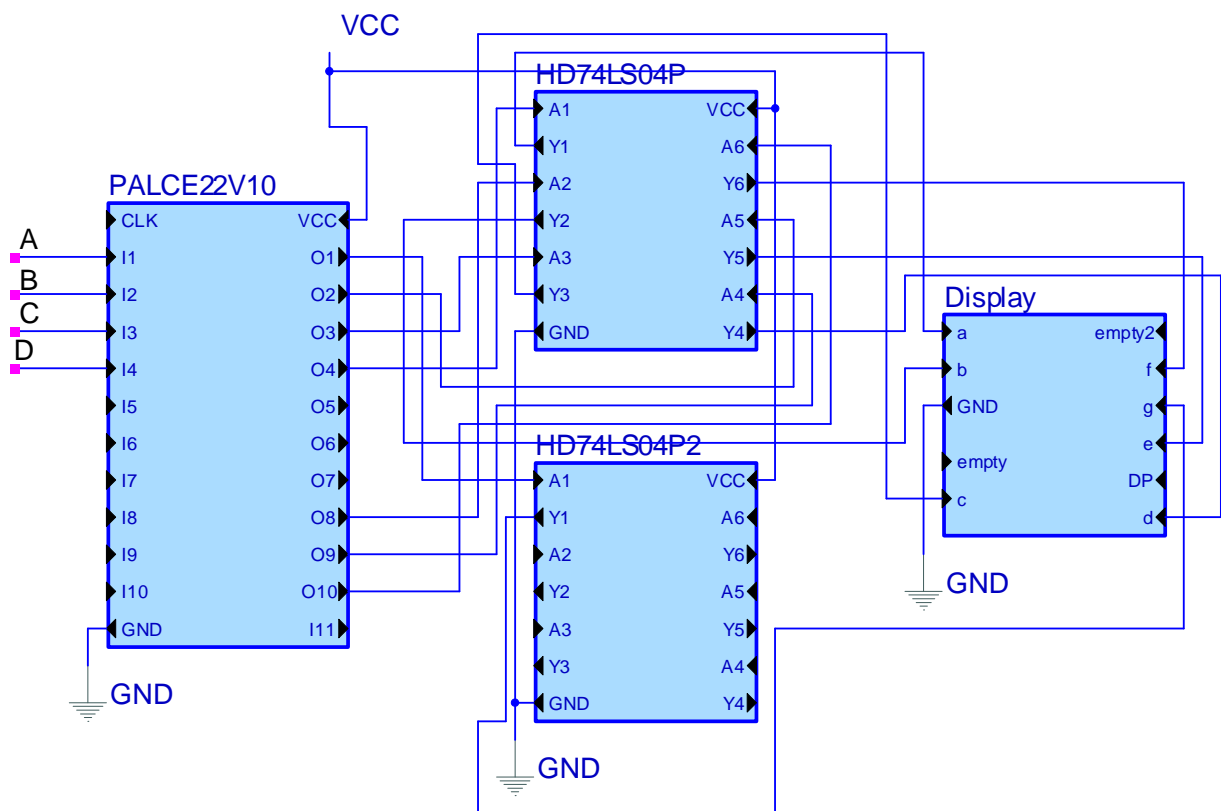 VCC
HD74LS04P
A1 VCC
Y1 A6
A2 Y6
Y2 A5
A3 Y5
Y3 A4
GND Y4
PALCE22V10
CLK VCC
I1 O1
I2 O2
I3 O3
I4 O4
I5 O5
I6 O6
I7 O7
I8 O8
I9 O9
I10 O10
GND I11
A
B
C
D
GND
HD74LS04P2
A1 VCC
Y1 A6
A2 Y6
Y2 A5
A3 Y5
Y3 A4
GND Y4
GND
Display
a empty2
b f
GND g
e
empty
DP
c
d
GND